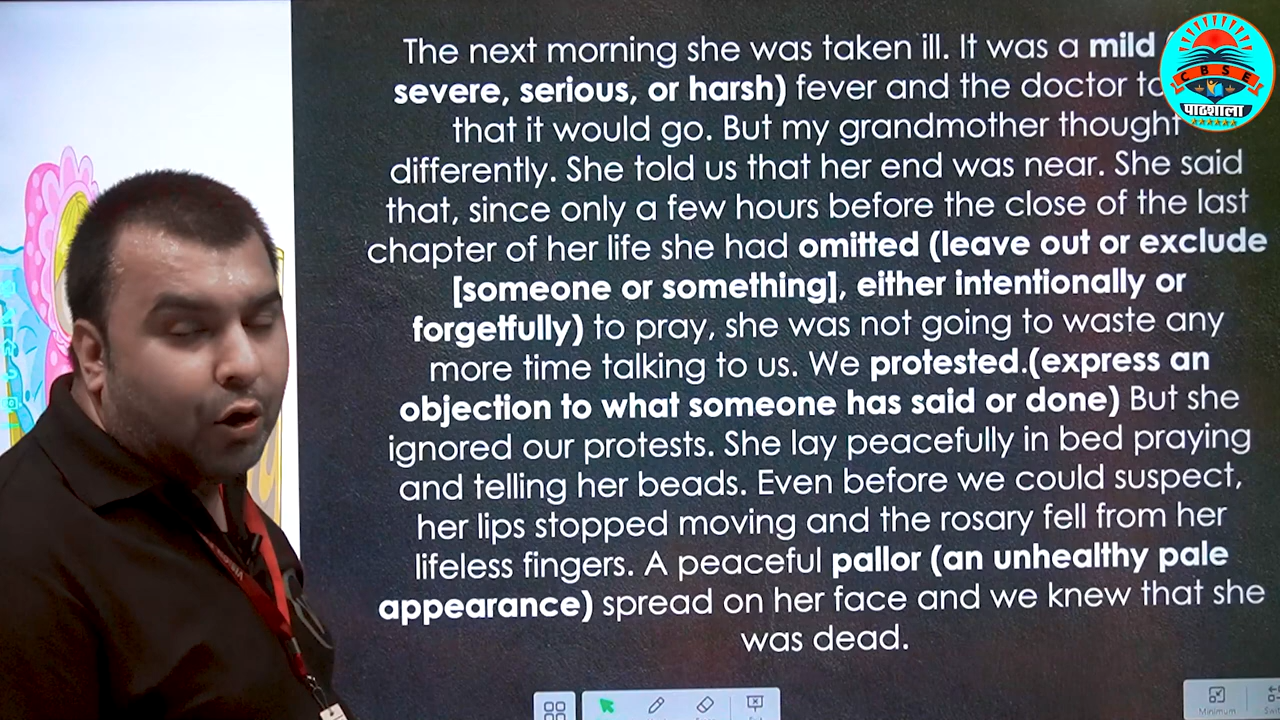 The next morning she was taken ill. It was a mild
severe, serious, or harsh) fever and the doctor
that it would go. But my grandmother thought
differently. She told us that her end was near. She said
that, since only a few hours before the close of the last
chapter of her life she had omitted (leave out or exclude
[someone or something], either intentionally or
forgetfully) to pray, she was not going to waste any
more time talking to us. We protested.(express an
objection to what someone has said or done) But she
ignored our protests. She lay peacefully in bed praying
and telling her beads. Even before we could suspect,
her lips stopped moving and the rosary fell from her
lifeless fingers. A peaceful pallor (an unhealthy pale
appearance) spread on her face and we knew that she
was dead.
CBSE
पाठशाला
Minimum